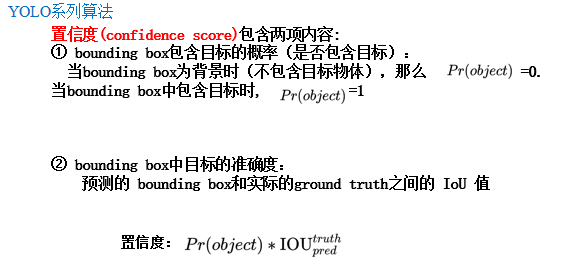 YOLO系列算法
置信度(confidence score)包含两项内容:
① bounding box包含目标的概率（是否包含目标）：
当bounding box为背景时（不包含目标物体），那么 Pr(object) =0.
当bounding box中包含目标时, Pr(object)=1
② bounding box中目标的准确度：
预测的 bounding box和实际的ground truth之间的 IoU 值
置信度: Pr(object) * IOU^{truth}_{pred}